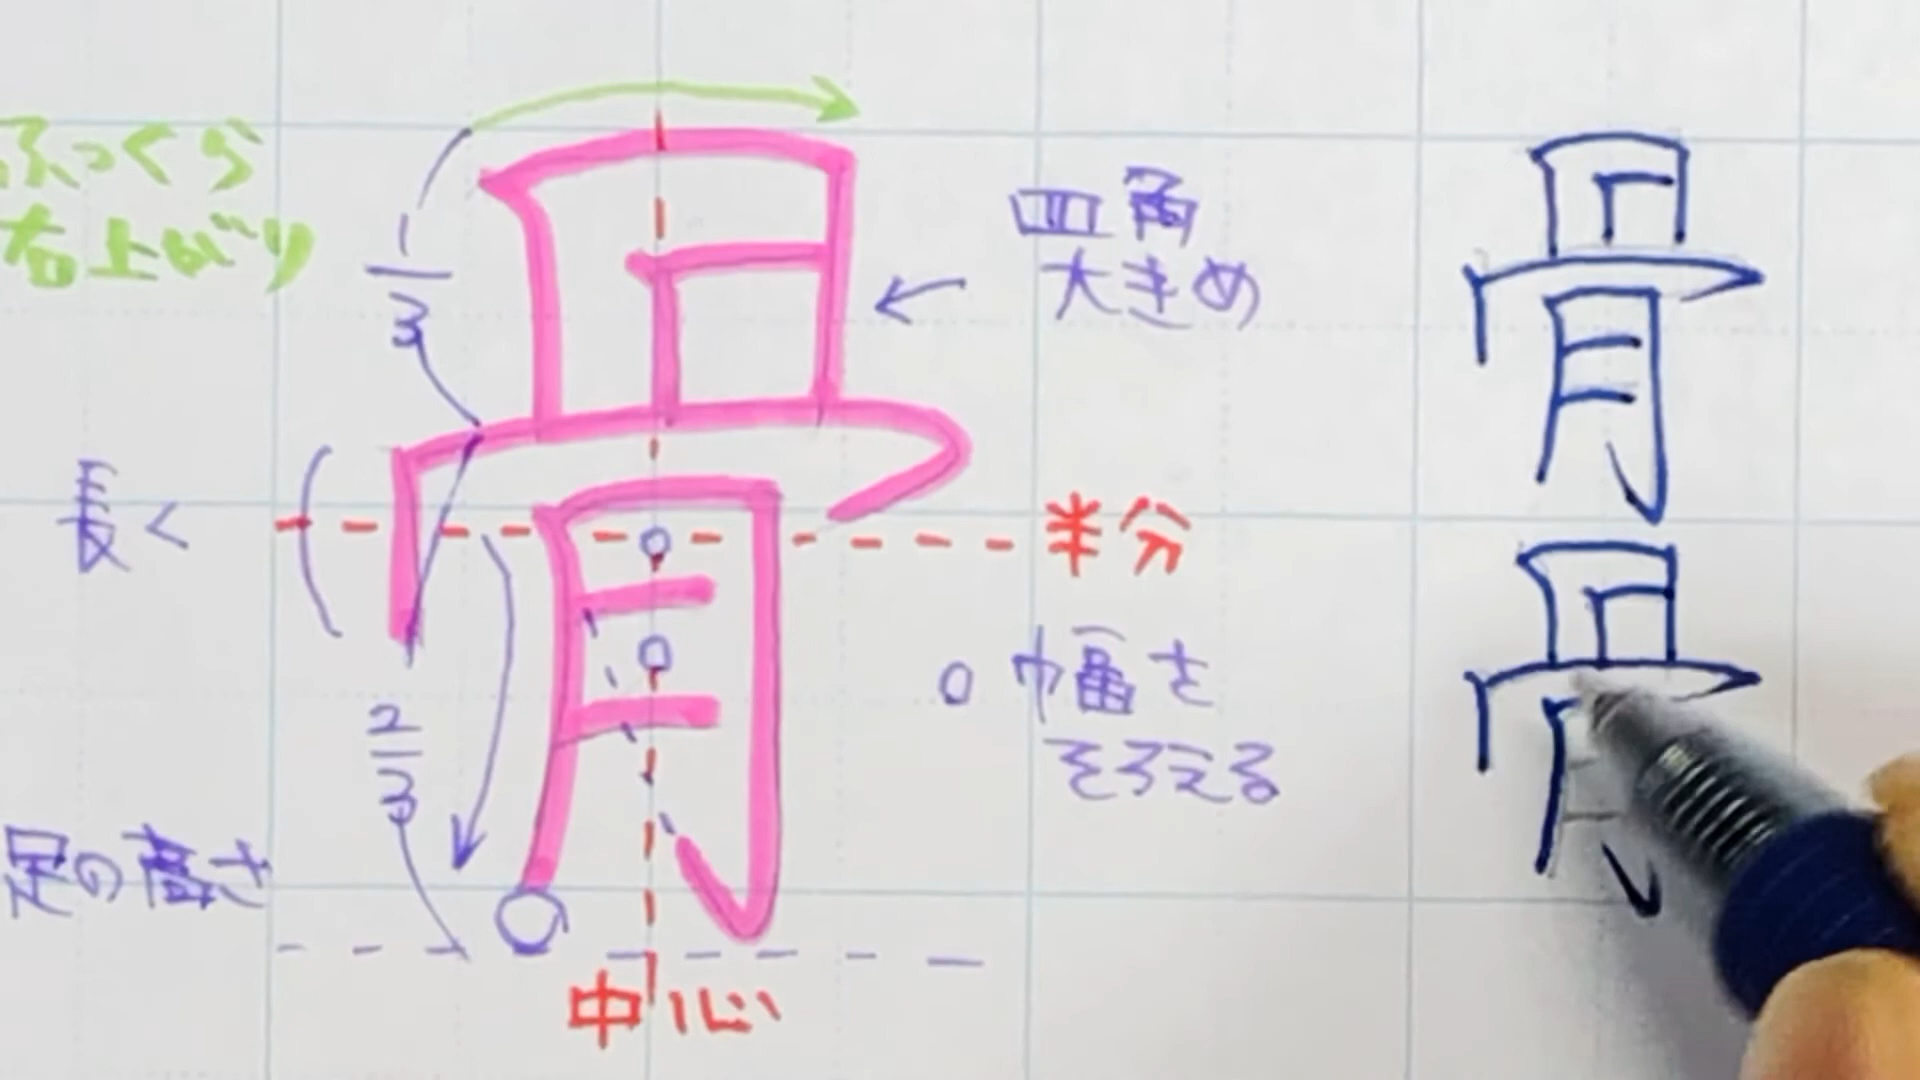 ふっくら
右上がり
1/3
四角
大きめ
骨
骨
長く
半分
2/3
幅を
そろえる
足の高さ
中心
骨